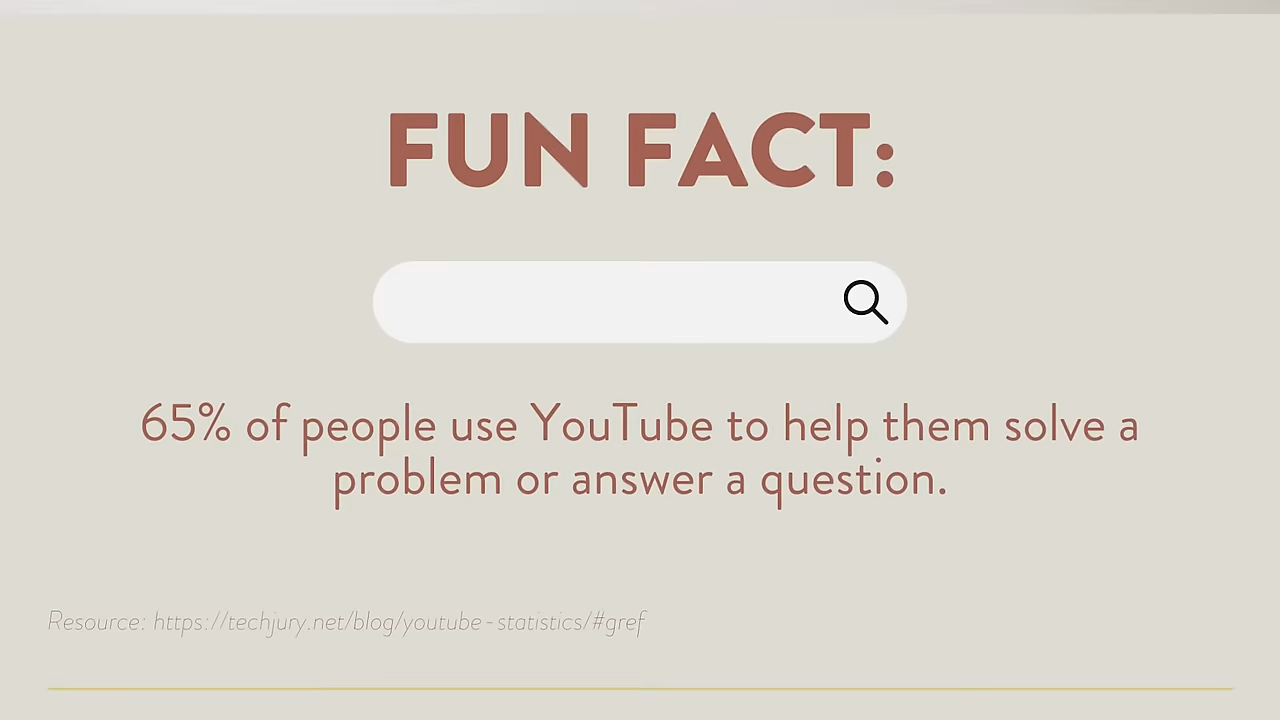 FUN FACT:
65% of people use YouTube to help them solve a
problem or answer a question.
Resource: https://techjury.net/blog/youtube-statistics/#gref